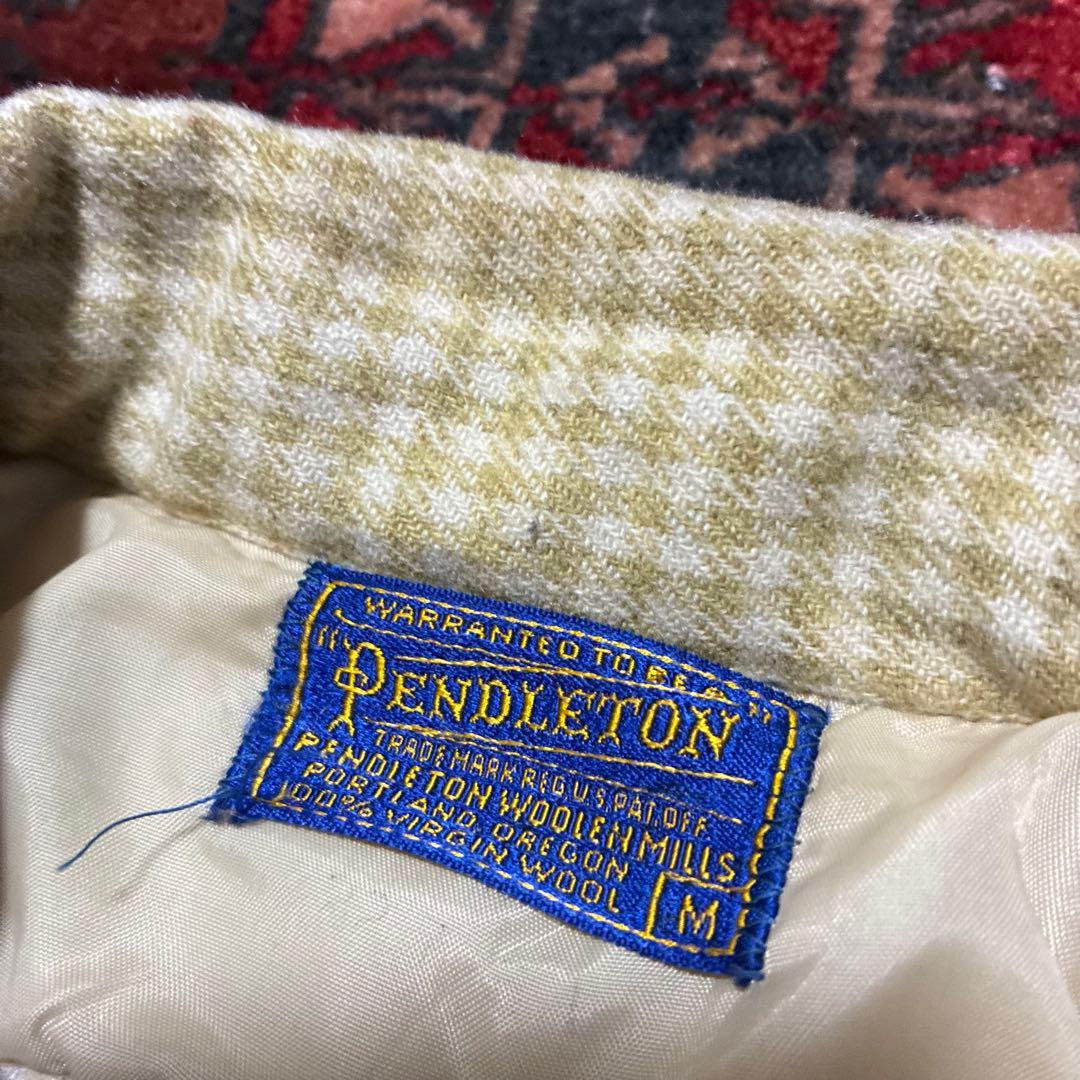 WARRANTED TO BE A
"PENDLETON"
TRADE MARK REG. U.S. PAT. OFF.
PENDLETON WOOLEN MILLS
PORTLAND, OREGON
100% VIRGIN WOOL
M